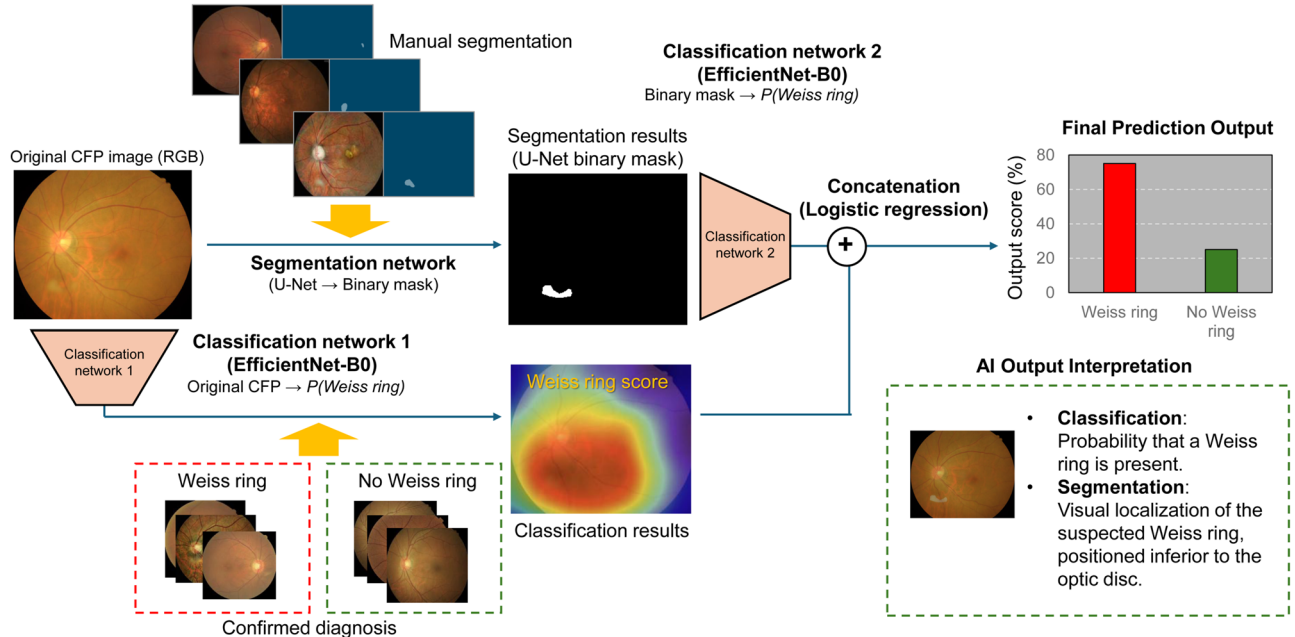 Manual segmentation
Classification network 2
(EfficientNet-B0)
Binary mask → P(Weiss ring)
Original CFP image (RGB)
Segmentation results
(U-Net binary mask)
Classification
network 2
Concatenation
(Logistic regression)
+
Final Prediction Output
Output score (%)
80
60
40
20
0
Weiss ring
No Weiss
ring
Segmentation network
(U-Net → Binary mask)
Classification
network 1
Classification network 1
(EfficientNet-B0)
Original CFP → P(Weiss ring)
Weiss ring score
Classification results
Weiss ring
No Weiss ring
Confirmed diagnosis
AI Output Interpretation
• Classification:
Probability that a Weiss
ring is present.
• Segmentation:
Visual localization of the
suspected Weiss ring,
positioned inferior to the
optic disc.